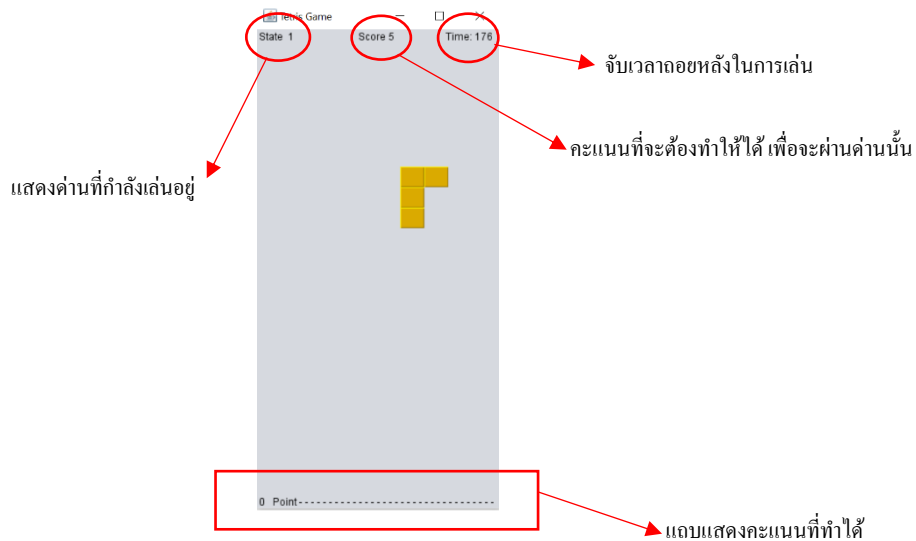 Tetris Game
State 1 Score 5 Time: 176
จับเวลาถอยหลังในการเล่น
คะแนนที่จะต้องทำให้ได้ เพื่อจะผ่านด่านนั้น
แสดงด่านที่กำลังเล่นอยู่
0 Point---------------------------------
แถบแสดงคะแนนที่ทำได้